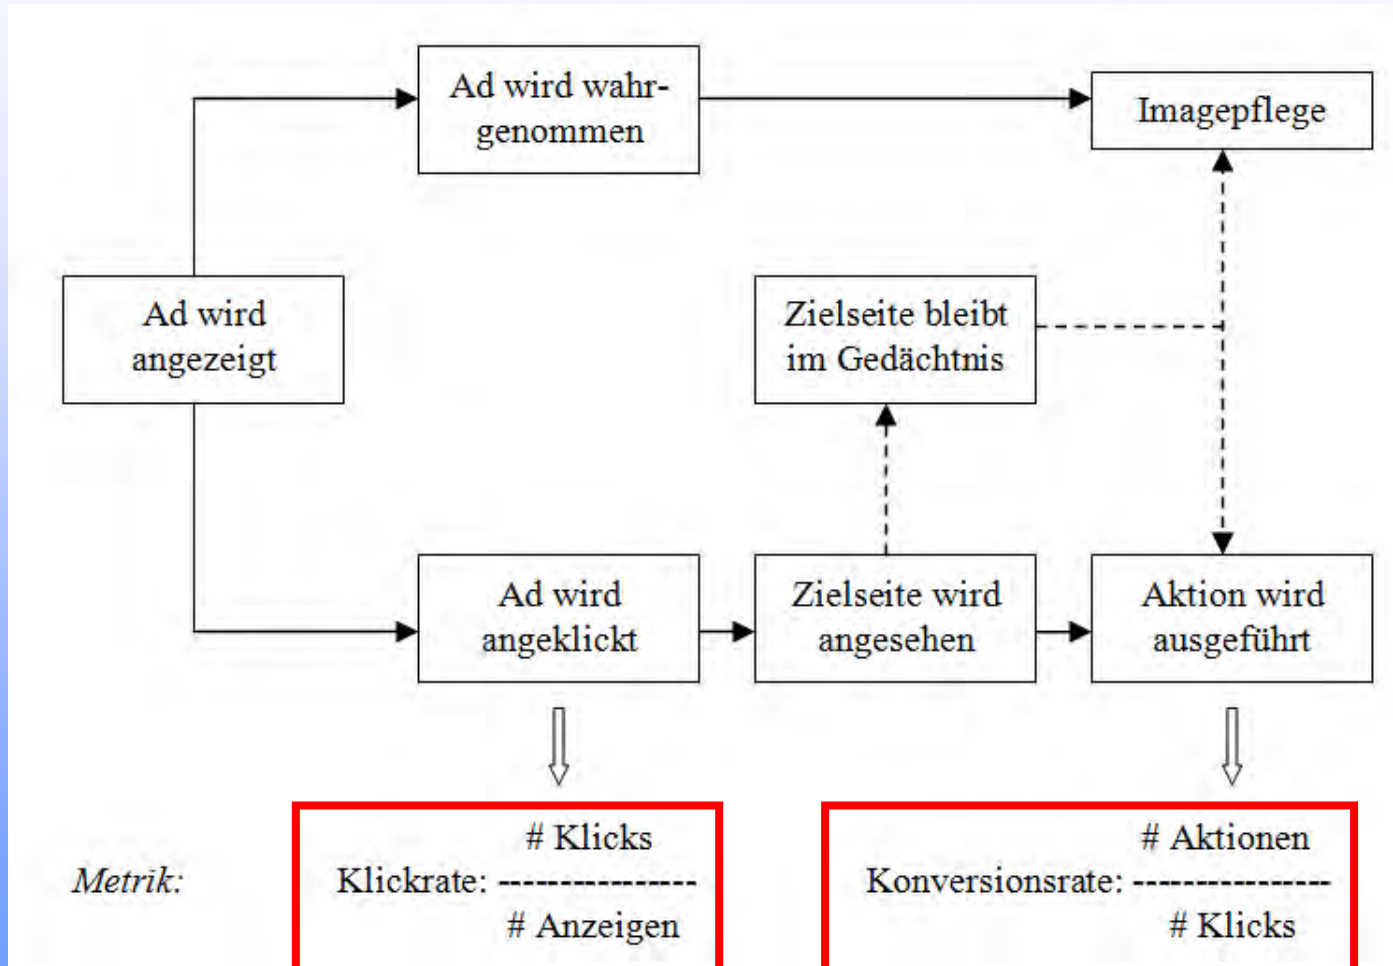 Ad wird wahr-
genommen
Imagepflege
Ad wird
angezeigt
Zielseite bleibt
im Gedächtnis
Ad wird
angeklickt
Zielseite wird
angesehen
Aktion wird
ausgeführt
Metrik:
# Klicks
Klickrate: ----------------
# Anzeigen
# Aktionen
Konversionsrate: ----------------
# Klicks